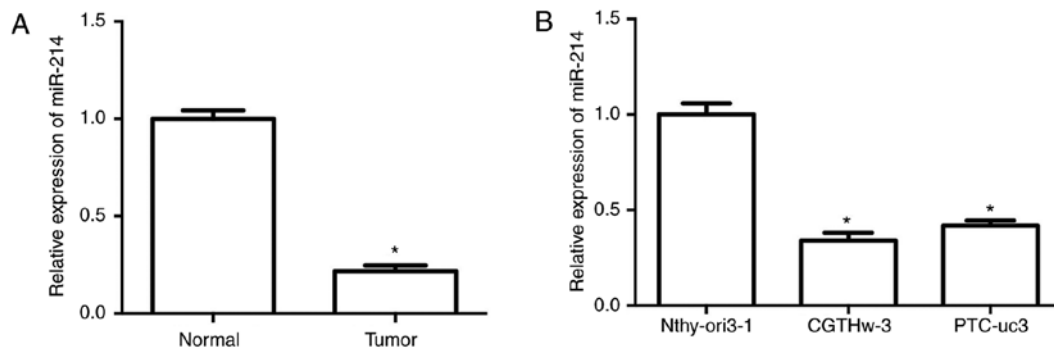 A
Relative expression of miR-214
1.5
1.0
0.5
0.0
*
Normal
Tumor
B
Relative expression of miR-214
1.5
1.0
0.5
0.0
*
*
Nthy-ori3-1
CGTHw-3
PTC-uc3